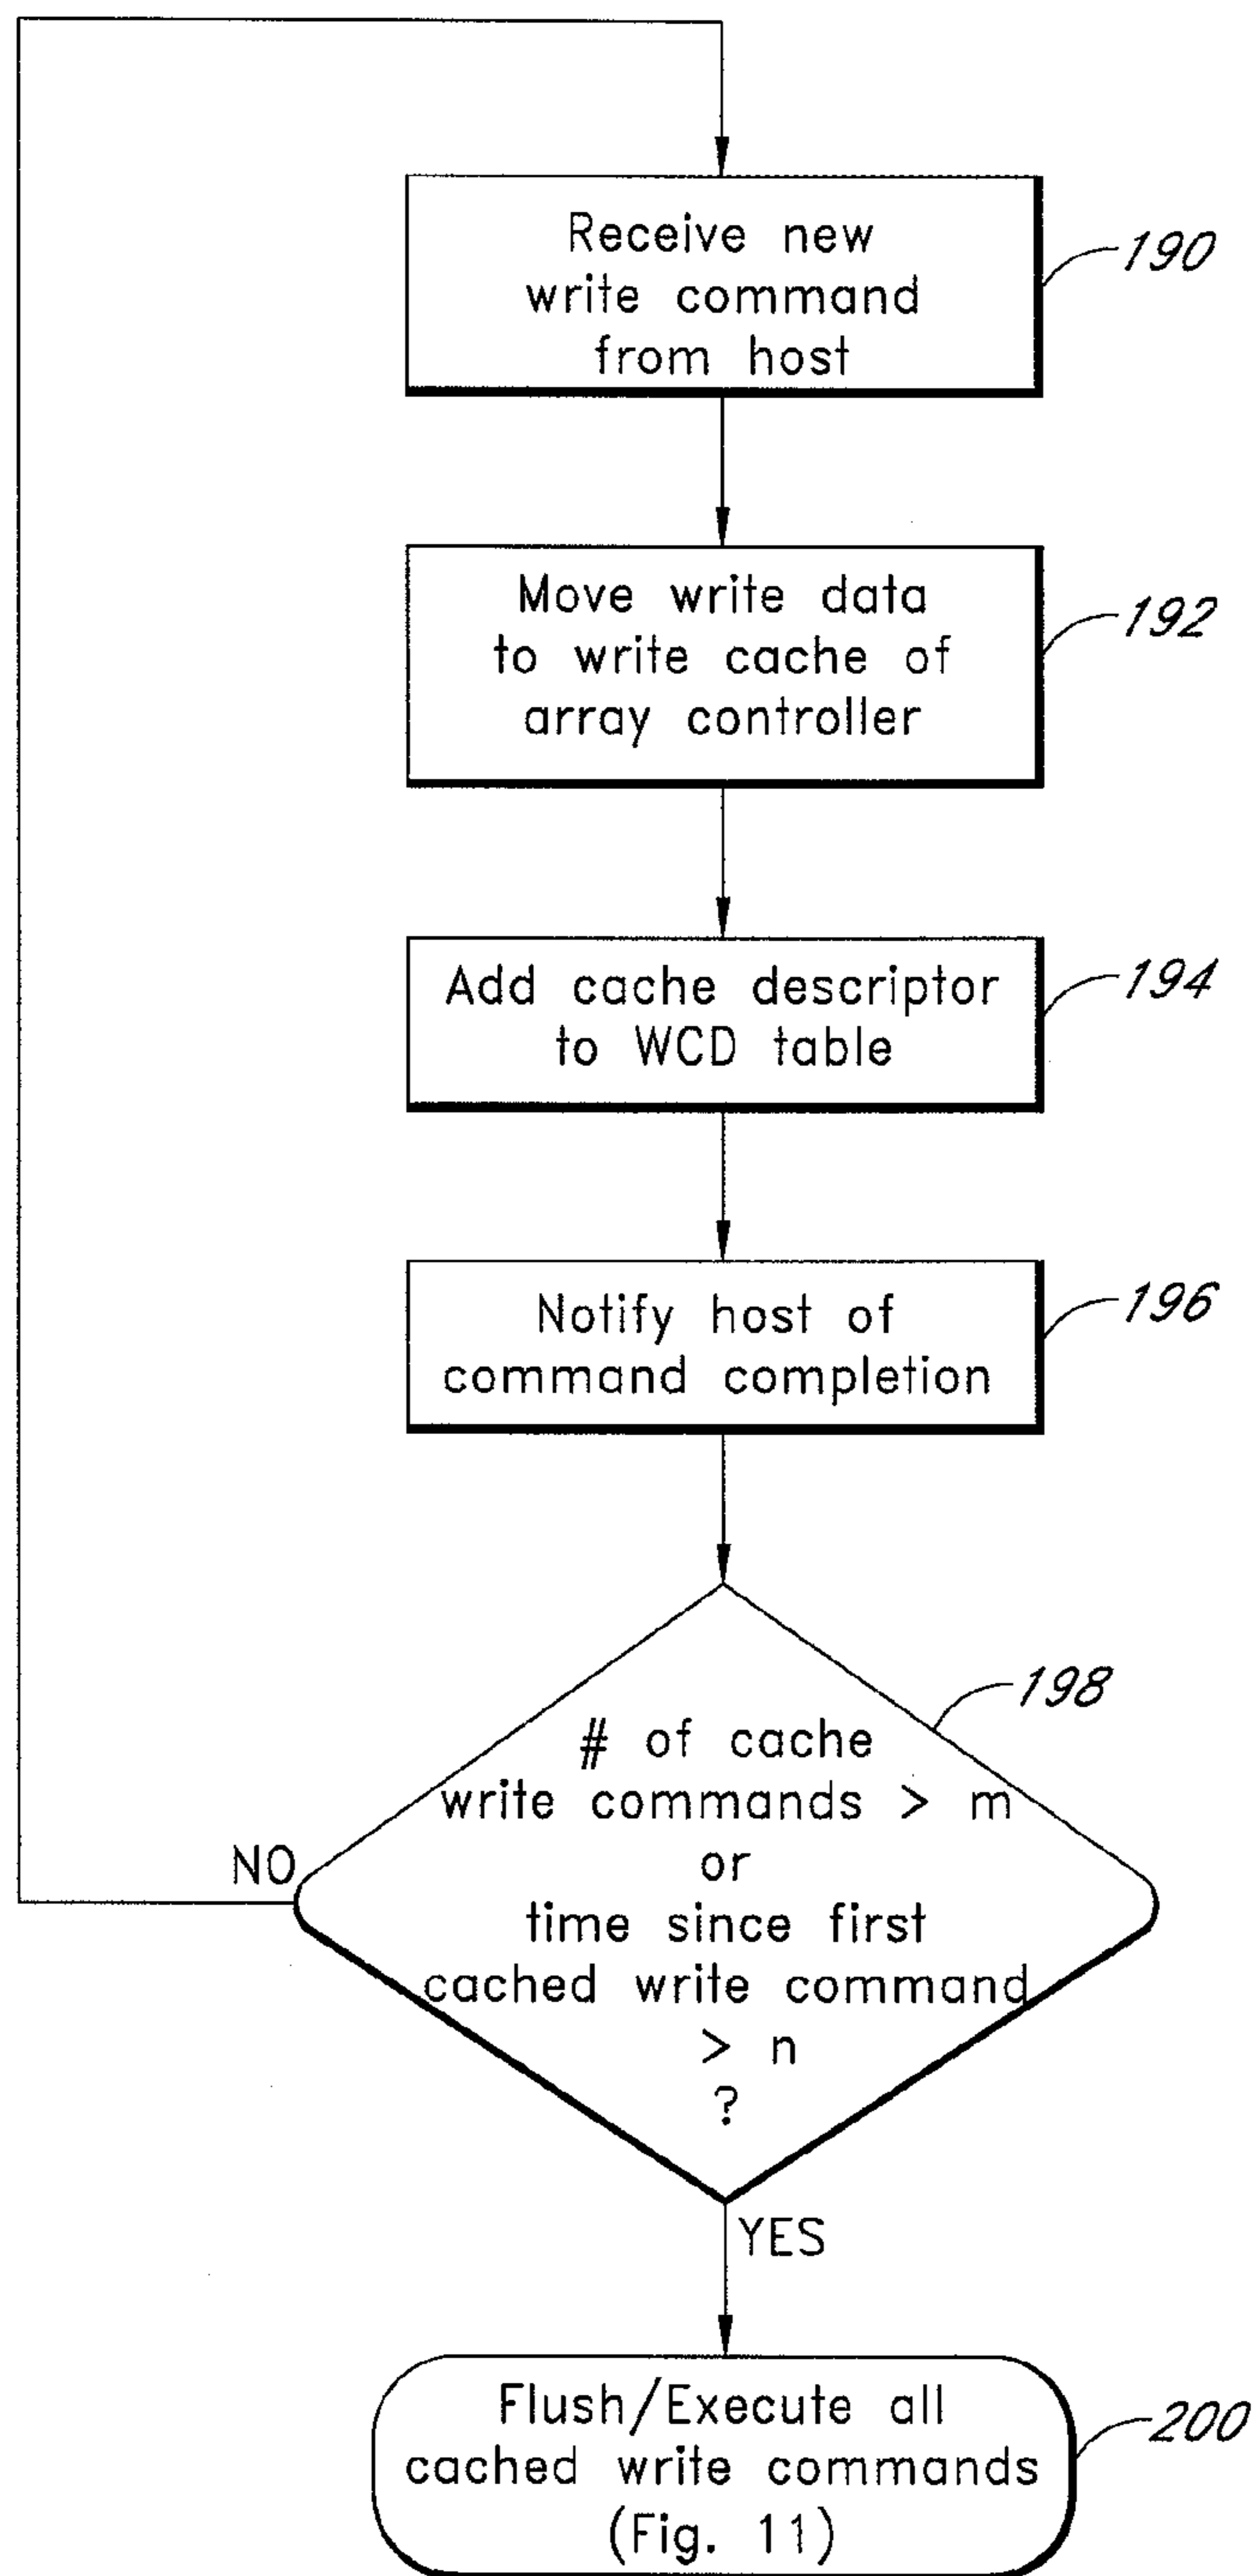 Receive new
write command
from host
190
Move write data
to write cache of
array controller
192
Add cache descriptor
to WCD table
194
Notify host of
command completion
196
198
# of cache
write commands > m
or
time since first
cached write command
> n
?
NO
YES
Flush/Execute all
cached write commands
(Fig. 11)
200